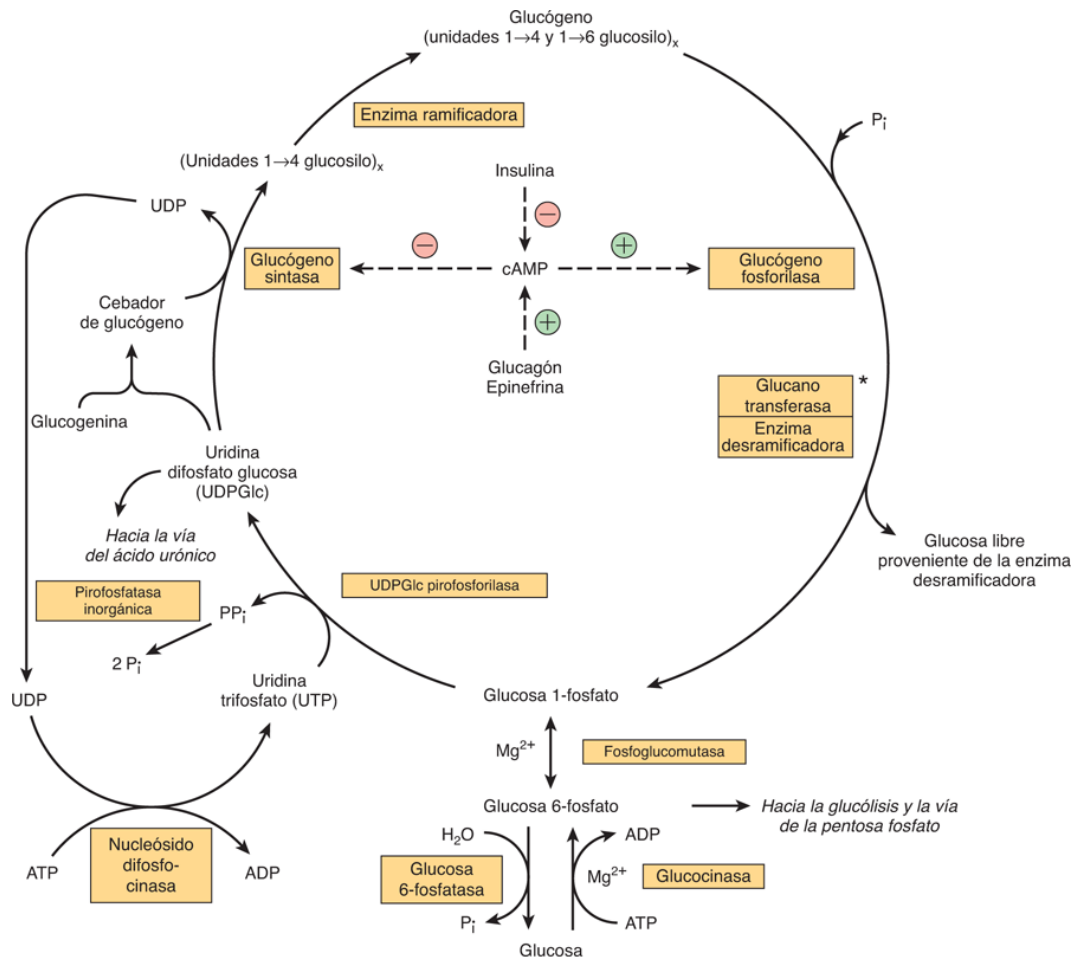 Glucógeno
(unidades 1→4 y 1→6 glucosilo)x
Enzima ramificadora
Pi
(Unidades 1→4 glucosilo)x
Insulina
UDP
−
−
+
Glucógeno
sintasa
cAMP
Glucógeno
fosforilasa
Cebador
de glucógeno
+
Glucagón
Epinefrina
Glucano
transferasa
*
Enzima
desramificadora
Glucogenina
Uridina
difosfato glucosa
(UDPGlc)
Hacia la vía
del ácido urónico
Glucosa libre
proveniente de la enzima
desramificadora
Pirofosfatasa
inorgánica
UDPGlc pirofosforilasa
PPi
2 Pi
UDP
Uridina
trifosfato (UTP)
Glucosa 1-fosfato
Mg2+
Fosfoglucomutasa
Glucosa 6-fosfato
Hacia la glucólisis y la vía
de la pentosa fosfato
H2O
ADP
Nucleósido
difosfo-
cinasa
ATP
ADP
Glucosa
6-fosfatasa
Mg2+
Glucocinasa
Pi
ATP
Glucosa